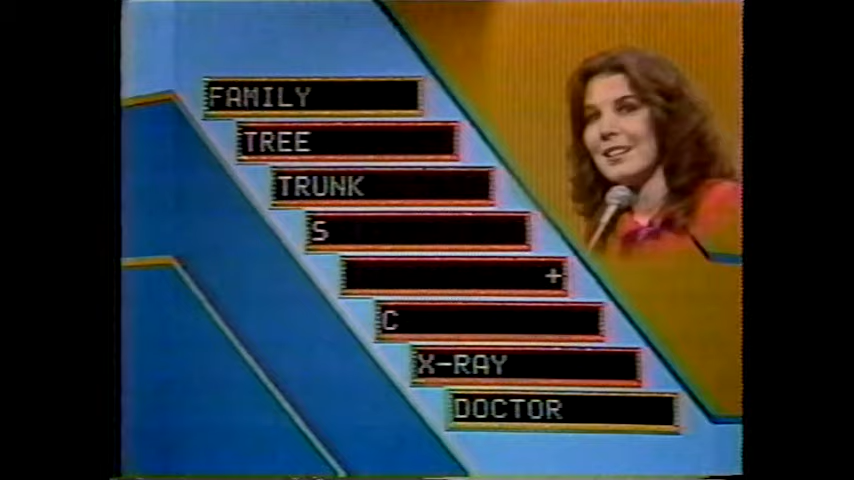 FAMILY
TREE
TRUNK
S
+
C
X-RAY
DOCTOR